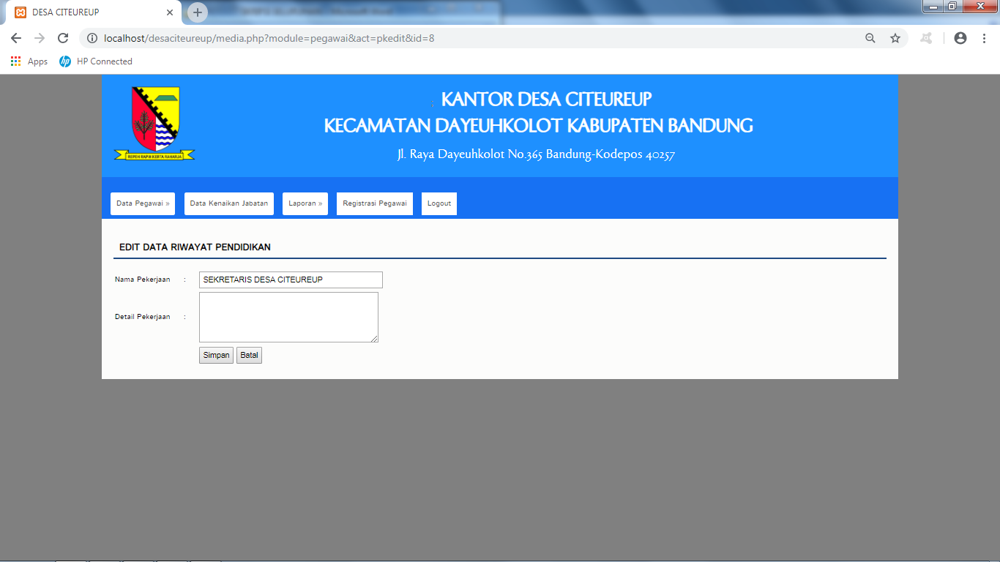 DESA CITEUREUP
localhost/desaciteureup/media.php?module=pegawai&act=pkedit&id=8
Apps HP Connected
KANTOR DESA CITEUREUP
KECAMATAN DAYEUHKOLOT KABUPATEN BANDUNG
Jl. Raya Dayeuhkolot No.365 Bandung-Kodepos 40257
REPEH RAPIH KERTA RAHARJA
Data Pegawai » Data Kenaikan Jabatan Laporan » Registrasi Pegawai Logout
EDIT DATA RIWAYAT PENDIDIKAN
Nama Pekerjaan : SEKRETARIS DESA CITEUREUP
Detail Pekerjaan :
Simpan Batal